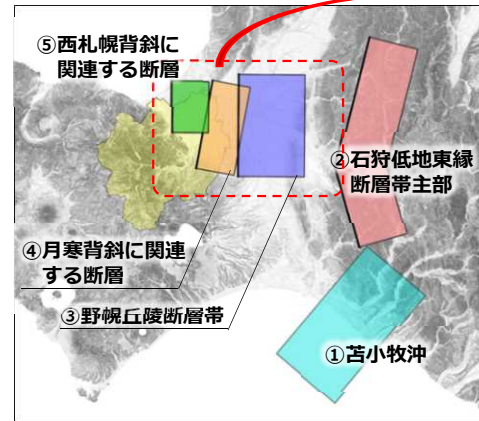 ⑤西札幌背斜に
関連する断層
②石狩低地東縁
断層帯主部
④月寒背斜に関連
する断層
③野幌丘陵断層帯
①苫小牧沖